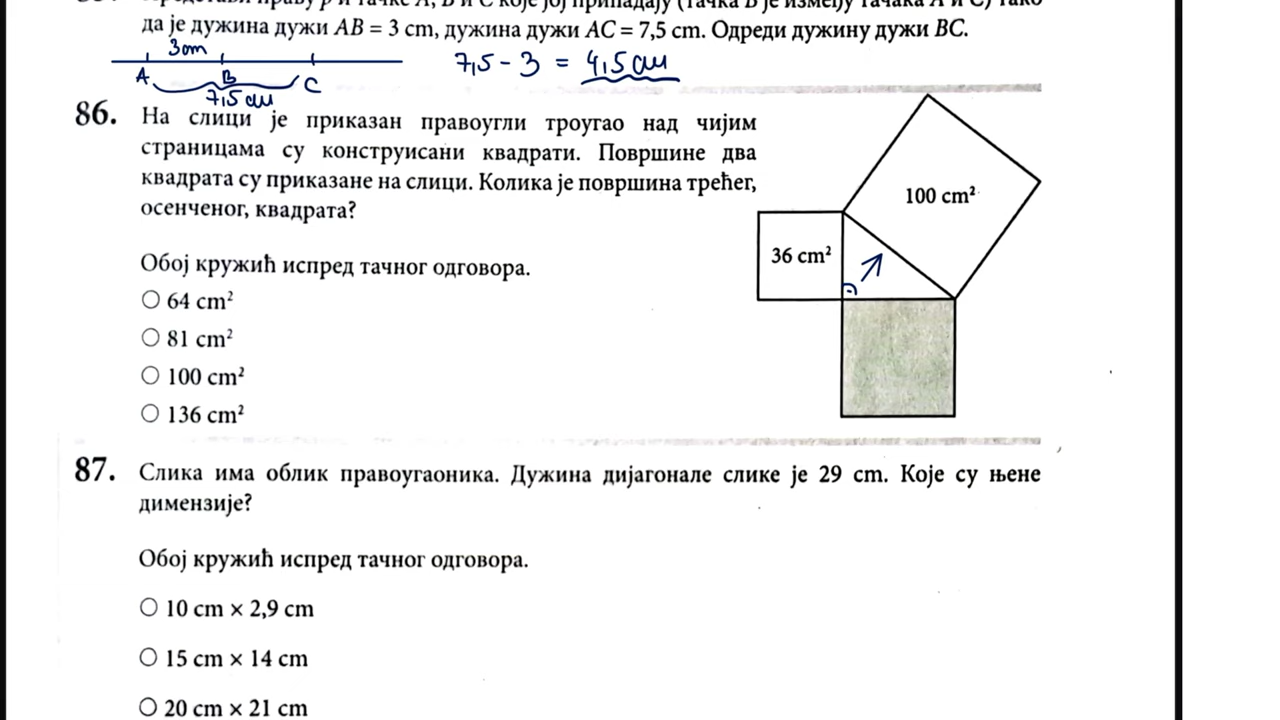 да је дужина дужи AB = 3 cm, дужина дужи AC = 7,5 cm. Одреди дужину дужи BC.
3 cm
A B C
7,5 cm
7,5 - 3 = 4,5 cm
86. На слици је приказан правоугли троугао над чијим
страницама су конструисани квадрати. Површине два
квадрата су приказане на слици. Колика је површина трећег,
осенченог, квадрата?
100 cm²
36 cm²
Обој кружић испред тачног одговора.
64 cm²
81 cm²
100 cm²
136 cm²
87. Слика има облик правоугаоника. Дужина дијагонале слике је 29 cm. Које су њене
димензије?
Обој кружић испред тачног одговора.
10 cm × 2,9 cm
15 cm × 14 cm
20 cm × 21 cm